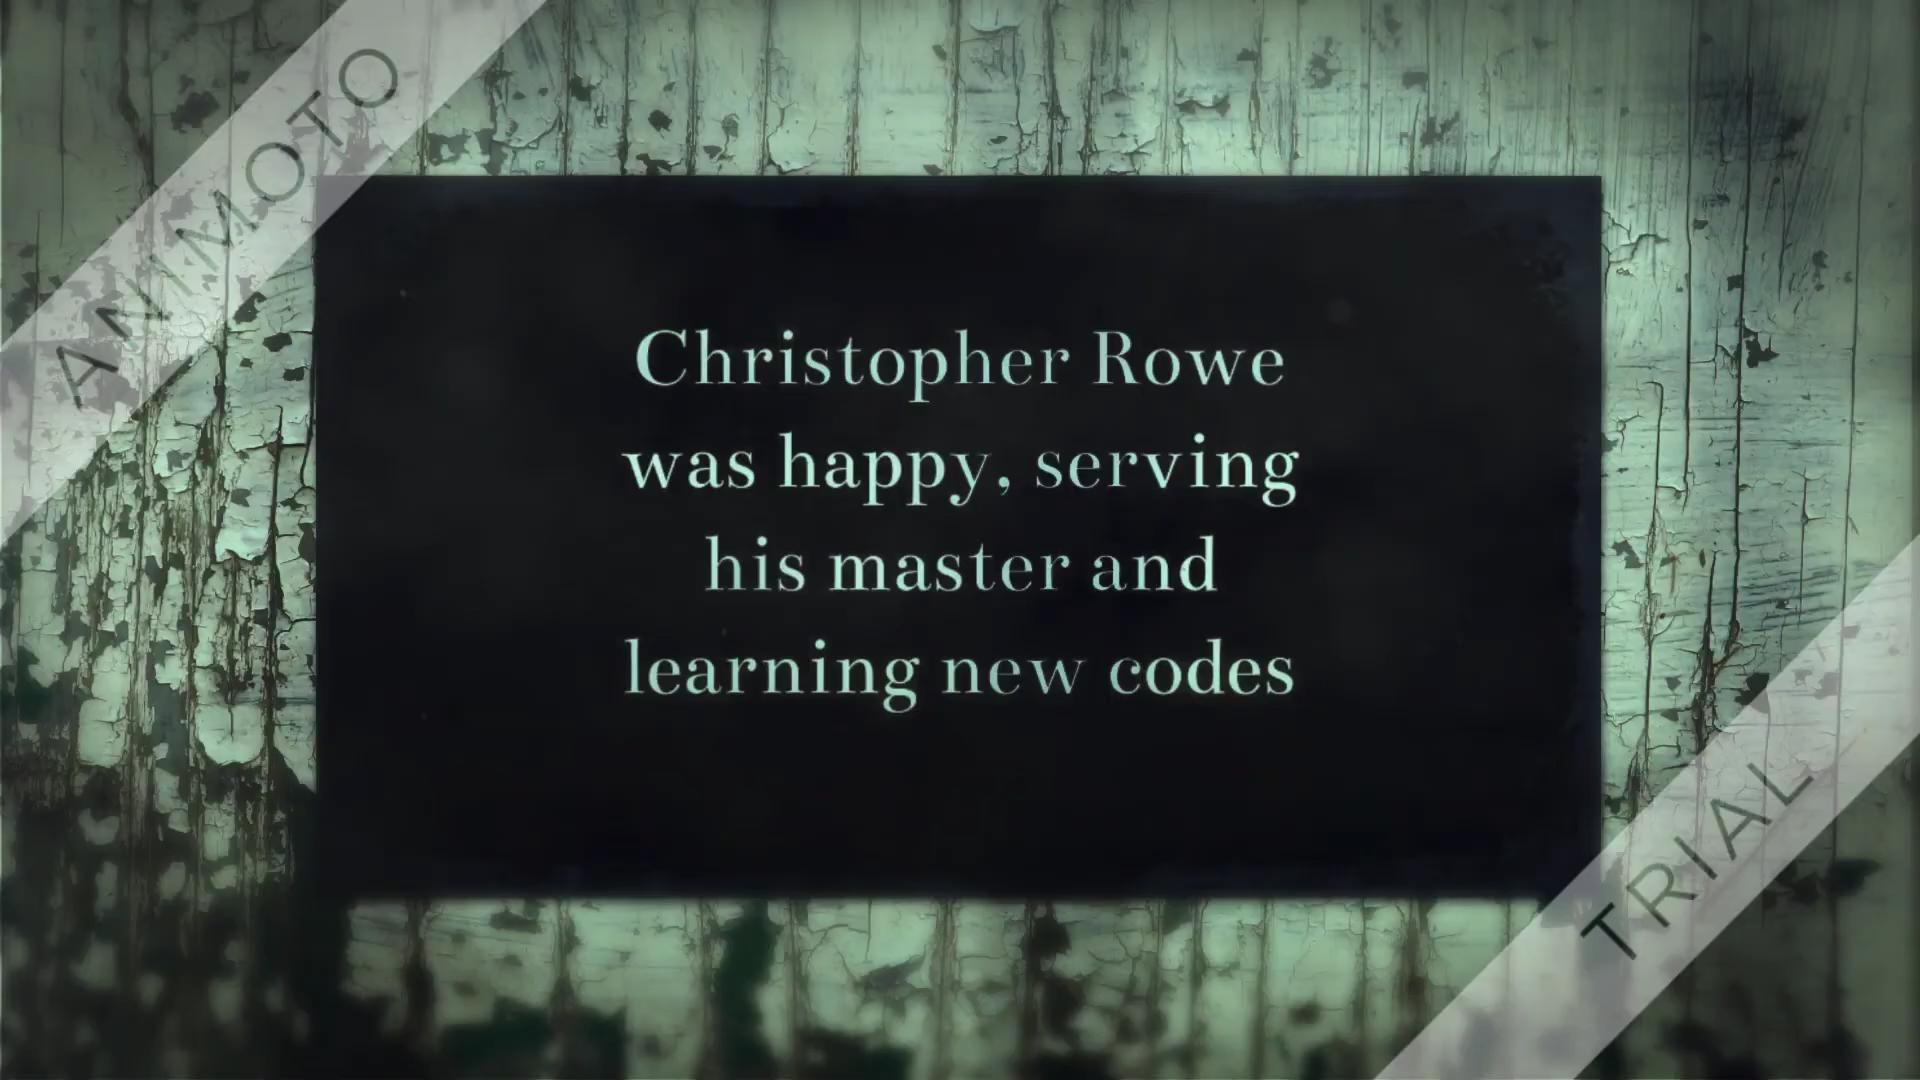 ANIMOTO
Christopher Rowe
was happy, serving
his master and
learning new codes
TRIAL